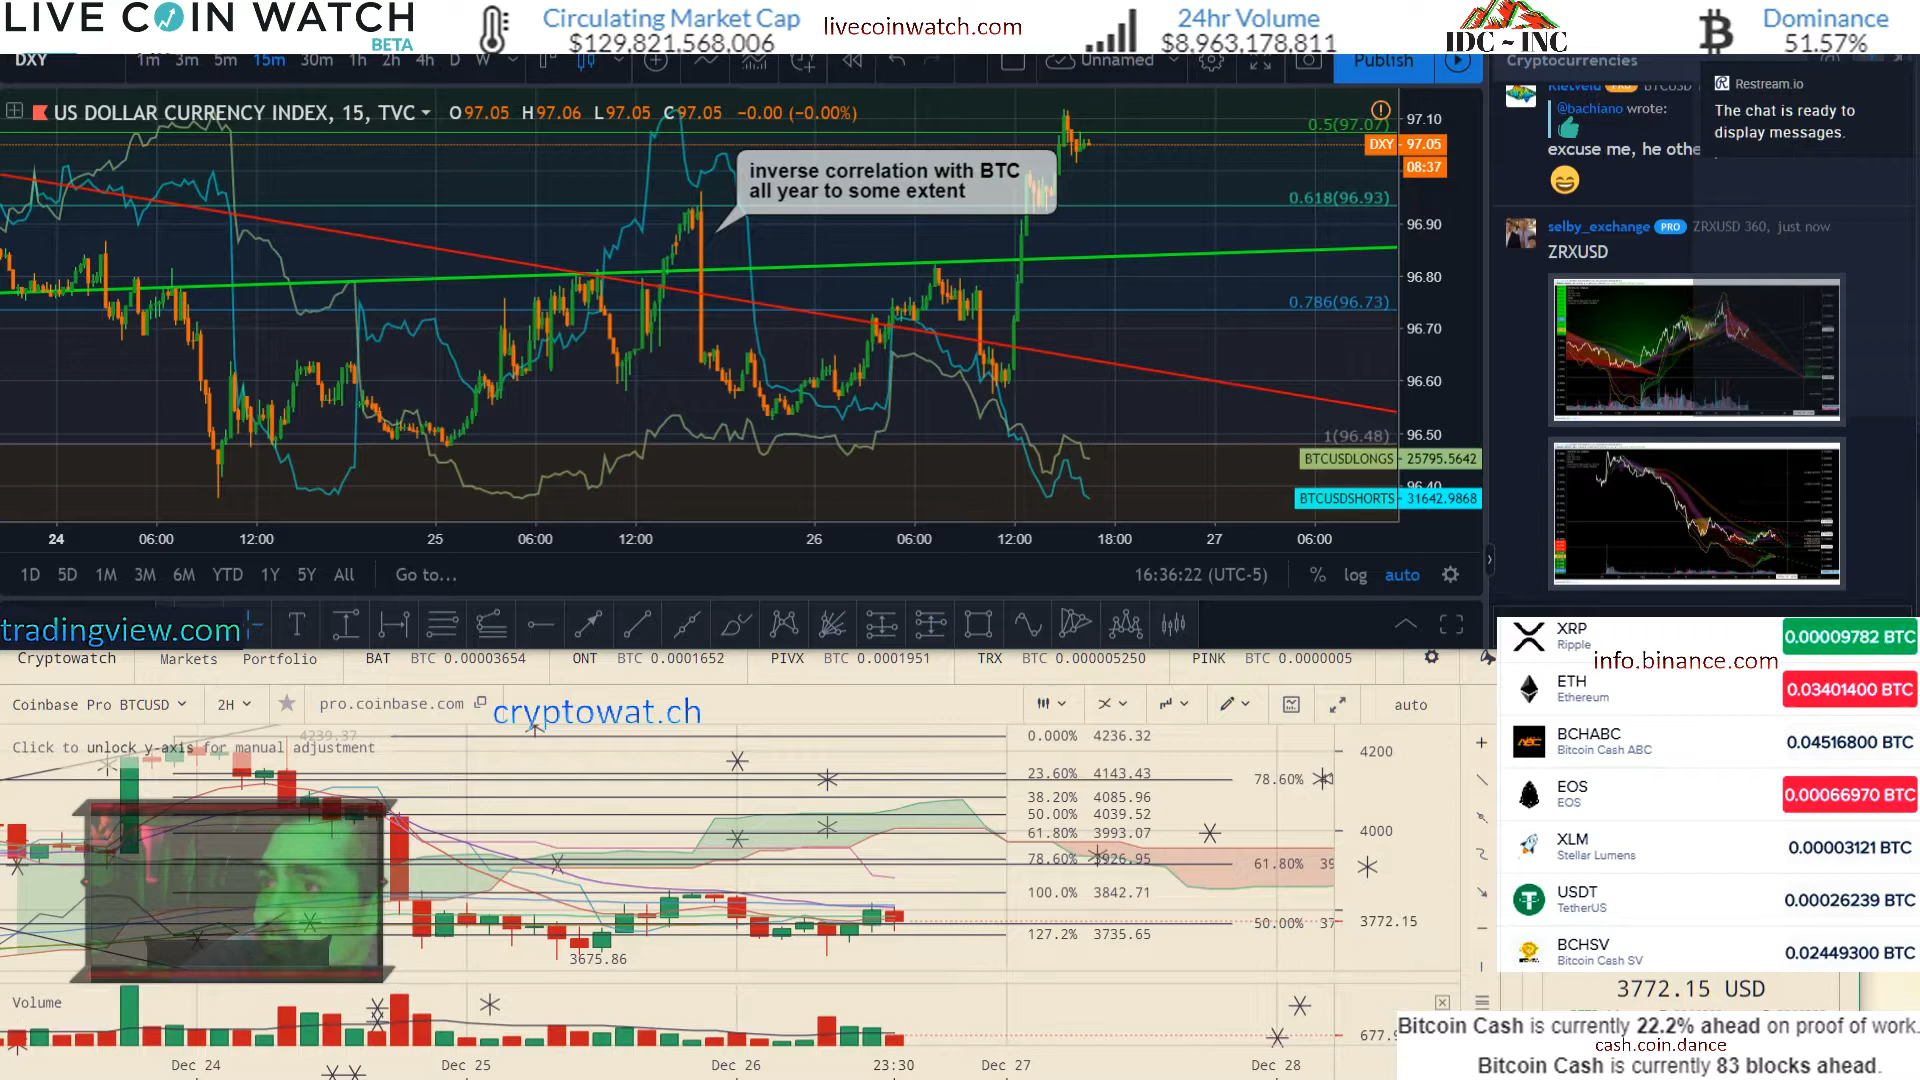 LIVE COIN WATCH
BETA
Circulating Market Cap
$129,821,568,006
livecoinwatch.com
24hr Volume
$8,963,178,811
IDC ~ INC
Dominance
51.57%
DXY 1m 3m 5m 15m 30m 1h 2h 4h D W
Unnamed
Publish
US DOLLAR CURRENCY INDEX, 15, TVC O97.05 H97.06 L97.05 C97.05 −0.00 (−0.00%)
inverse correlation with BTC
all year to some extent
0.5(97.07)
0.618(96.93)
0.786(96.73)
1(96.48)
97.10
DXY 97.05
08:37
96.90
96.80
96.70
96.60
96.50
BTCUSDLONGS 25795.5642
96.40
BTCUSDSHORTS 31642.9868
24 06:00 12:00 25 06:00 12:00 26 06:00 12:00 18:00 27 06:00
1D 5D 1M 3M 6M YTD 1Y 5Y All Go to...
16:36:22 (UTC-5) % log auto
tradingview.com
Cryptocurrencies
Restream.io
The chat is ready to
display messages.
Rietveld PRO BTCUSD
@bachiano wrote:
excuse me, he othe
selby_exchange PRO ZRXUSD 360, just now
ZRXUSD
Cryptowatch Markets Portfolio BAT BTC 0.00003654 ONT BTC 0.0001652 PIVX BTC 0.0001951 TRX BTC 0.000005250 PINK BTC 0.0000005
Coinbase Pro BTCUSD 2H pro.coinbase.com
cryptowat.ch
auto
Click to unlock y-axis for manual adjustment
4239.37
0.000% 4236.32
23.60% 4143.43
38.20% 4085.96
50.00% 4039.52
61.80% 3993.07
78.60% 3926.95
100.0% 3842.71
127.2% 3735.65
78.60%
61.80% 39
50.00% 37
4200
4000
3772.15
3675.86
Volume
677.9
Dec 24 Dec 25 Dec 26 23:30 Dec 27 Dec 28
XRP
Ripple
0.00009782 BTC
info.binance.com
ETH
Ethereum
0.03401400 BTC
BCHABC
Bitcoin Cash ABC
0.04516800 BTC
EOS
EOS
0.00066970 BTC
XLM
Stellar Lumens
0.00003121 BTC
USDT
TetherUS
0.00026239 BTC
BCHSV
Bitcoin Cash SV
0.02449300 BTC
3772.15 USD
Bitcoin Cash is currently 22.2% ahead on proof of work.
cash.coin.dance
Bitcoin Cash is currently 83 blocks ahead.